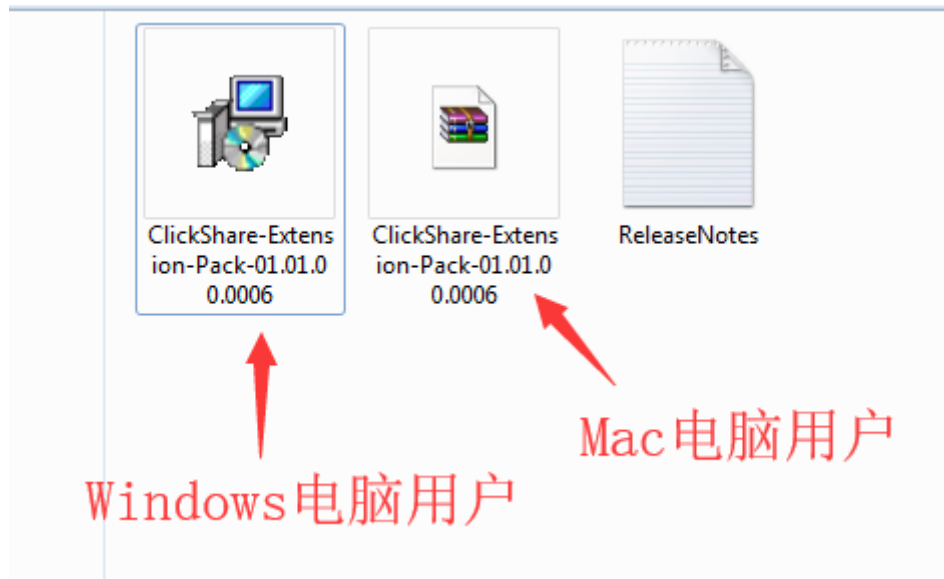 ClickShare-Extens
ion-Pack-01.01.0
0.0006
ClickShare-Extens
ion-Pack-01.01.0
0.0006
ReleaseNotes
Mac电脑用户
Windows电脑用户